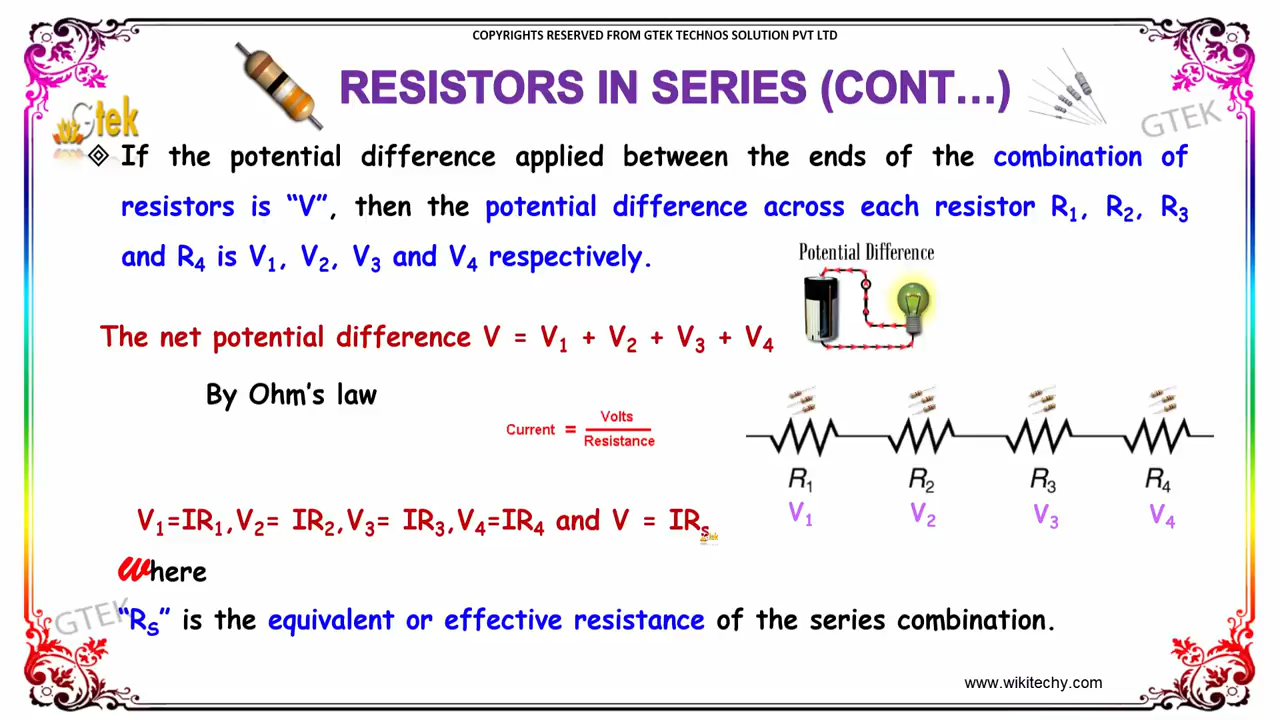 COPYRIGHTS RESERVED FROM GTEK TECHNOS SOLUTION PVT LTD
RESISTORS IN SERIES (CONT...)
Gtek
GTEK
If the potential difference applied between the ends of the combination of
resistors is “V”, then the potential difference across each resistor R₁, R₂, R₃
and R₄ is V₁, V₂, V₃ and V₄ respectively.
Potential Difference
The net potential difference V = V₁ + V₂ + V₃ + V₄
By Ohm’s law
Current = Volts / Resistance
R₁ R₂ R₃ R₄
V₁ V₂ V₃ V₄
V₁=IR₁,V₂= IR₂,V₃= IR₃,V₄=IR₄ and V = IRₛ
Gtek
Where
GTEK
“Rₛ” is the equivalent or effective resistance of the series combination.
www.wikitechy.com